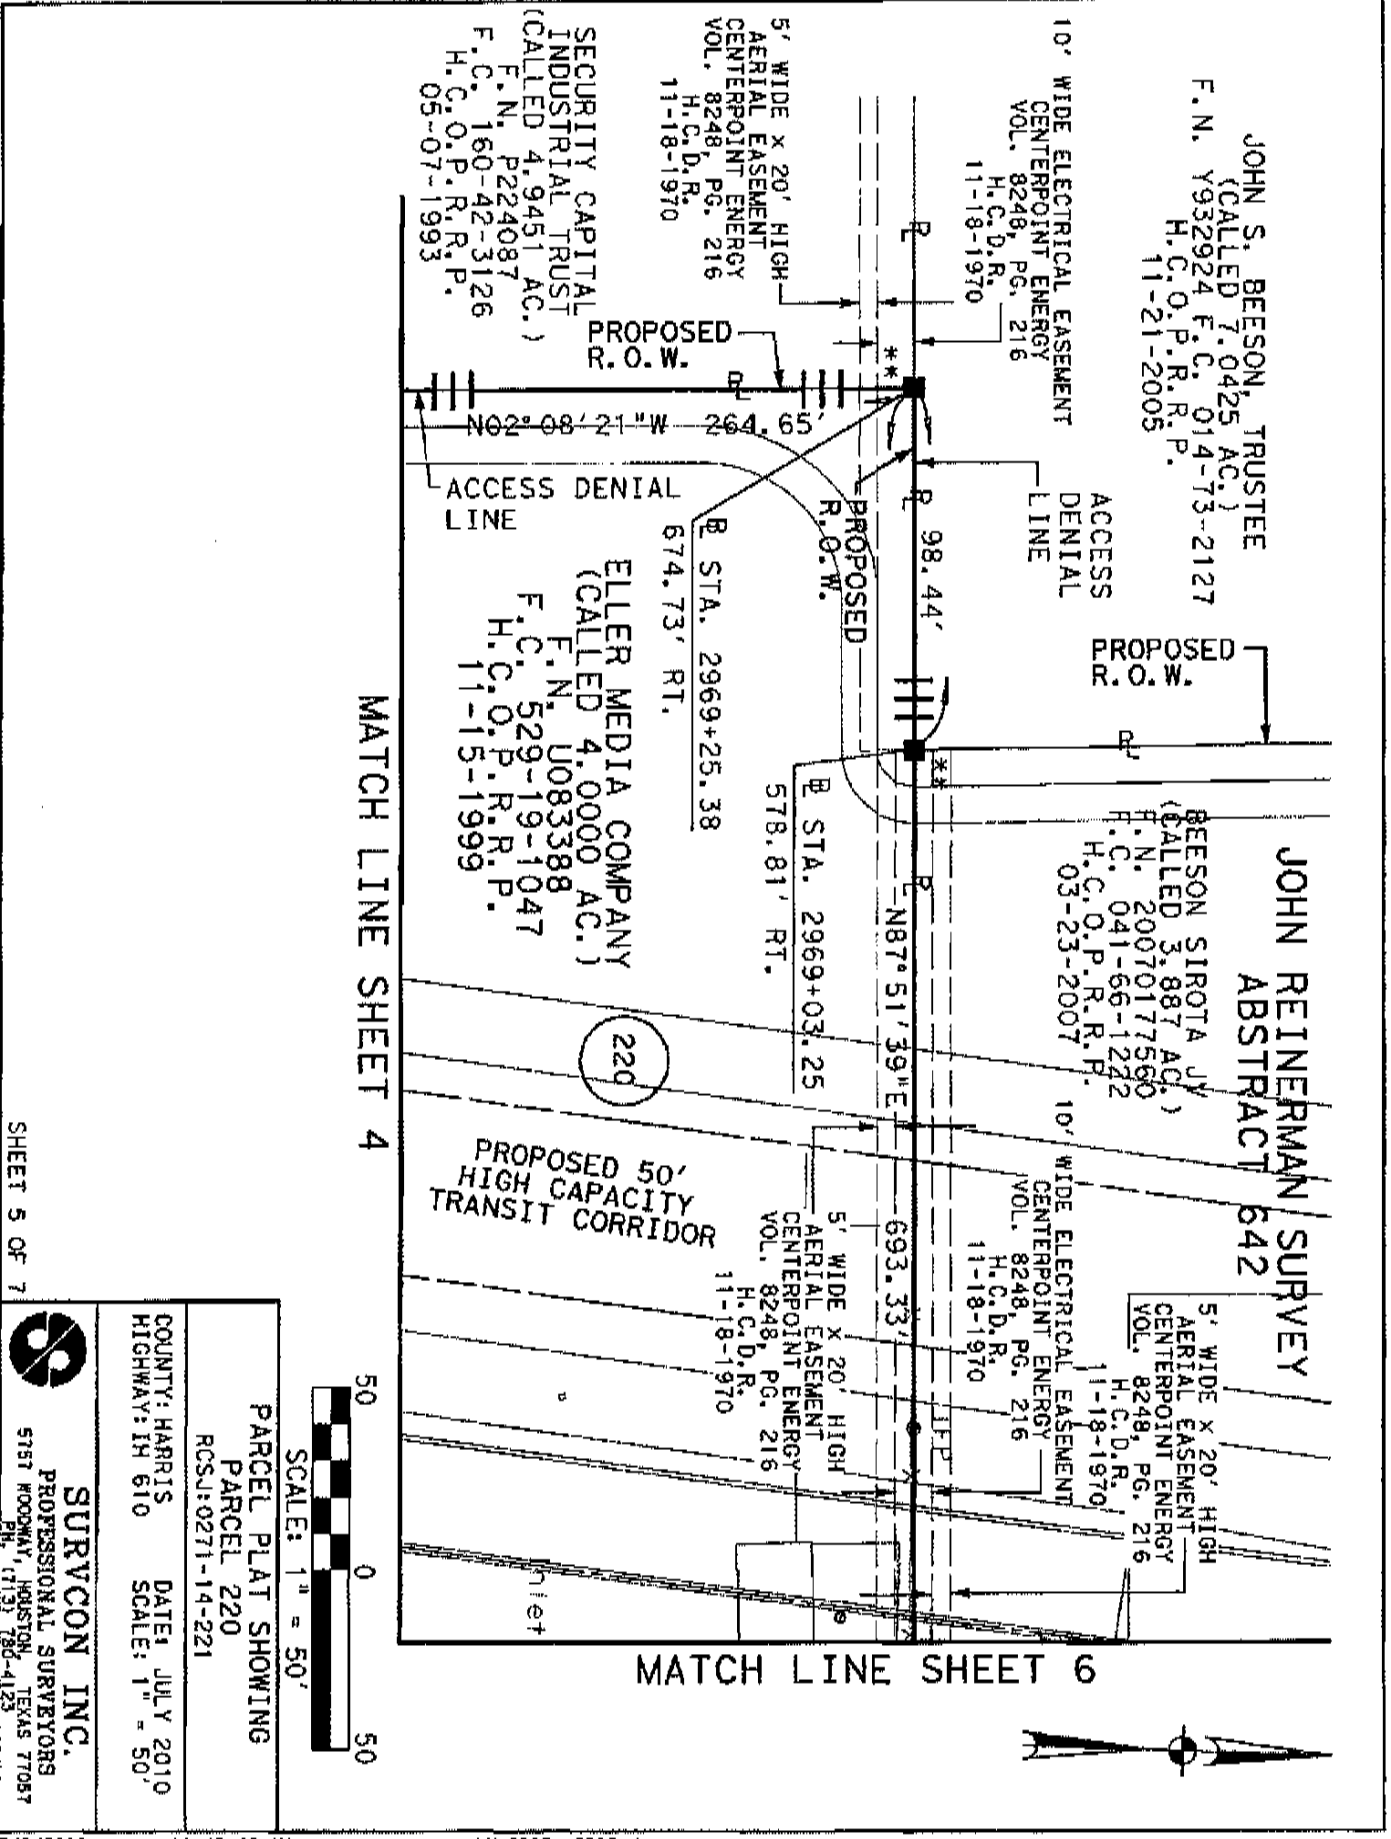 JOHN S. BEESON, TRUSTEE
(CALLED 7.0425 AC.)
F.N. Y932924 F.C. 014-73-2127
H.C.O.P.R.R.P.
11-21-2005
10' WIDE ELECTRICAL EASEMENT
CENTERPOINT ENERGY
VOL. 8248, PG. 216
H.C.D.R.
11-18-1970
5' WIDE x 20' HIGH
AERIAL EASEMENT
CENTERPOINT ENERGY
VOL. 8248, PG. 216
H.C.D.R.
11-18-1970
SECURITY CAPITAL
INDUSTRIAL TRUST
(CALLED 4.9451 AC.)
F.N. P224087
F.C. 160-42-3126
H.C.O.P.R.R.P.
05-07-1993
PROPOSED
R.O.W.
**
N02°08'21"W 264.65'
ACCESS DENIAL
LINE
ACCESS
DENIAL
LINE
PROPOSED
R.O.W.
98.44'
PROPOSED
R.O.W.
STA. 2969+25.38
674.73' RT.
ELLER MEDIA COMPANY
(CALLED 4.0000 AC.)
F.N. U083388
F.C. 529-19-1047
H.C.O.P.R.R.P.
11-15-1999
**
STA. 2969+03.25
578.81' RT.
JOHN REINERMAN SURVEY
ABSTRACT 642
BEESON SIROTA JV
(CALLED 3.887 AC.)
F.N. 20070177560
F.C. 041-66-1222
H.C.O.P.R.R.P.
03-23-2007
N87°51'39"E 693.33'
220
PROPOSED 50'
HIGH CAPACITY
TRANSIT CORRIDOR
10' WIDE ELECTRICAL EASEMENT
CENTERPOINT ENERGY
VOL. 8248, PG. 216
H.C.D.R.
11-18-1970
5' WIDE x 20' HIGH
AERIAL EASEMENT
CENTERPOINT ENERGY
VOL. 8248, PG. 216
H.C.D.R.
11-18-1970
5' WIDE x 20' HIGH
AERIAL EASEMENT
CENTERPOINT ENERGY
VOL. 8248, PG. 216
H.C.D.R.
11-18-1970
MATCH LINE SHEET 4
MATCH LINE SHEET 6
50 0 50
SCALE: 1" = 50'
PARCEL PLAT SHOWING
PARCEL 220
RCSJ:0271-14-221
COUNTY:HARRIS DATE: JULY 2010
HIGHWAY:IH 610 SCALE: 1" = 50'
SURVCON INC.
PROFESSIONAL SURVEYORS
5757 WOODWAY, HOUSTON, TEXAS 77057
PH. (713) 780-4123
SHEET 5 OF 7